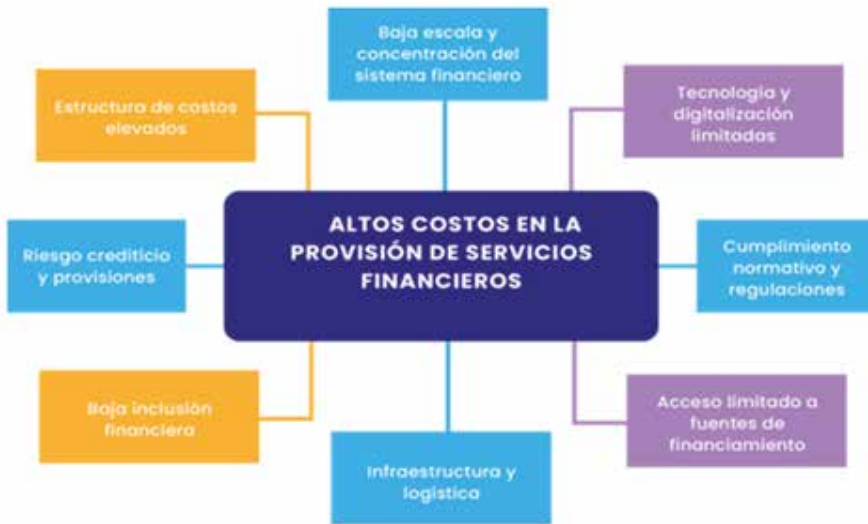 Baja escala y
concentración del
sistema financiero
Estructura de costos
elevados
Tecnología y
digitalización
limitadas
ALTOS COSTOS EN LA
PROVISIÓN DE SERVICIOS
FINANCIEROS
Riesgo crediticio
y provisiones
Cumplimiento
normativo y
regulaciones
Baja inclusión
financiera
Infraestructura y
logística
Acceso limitado a
fuentes de
financiamiento